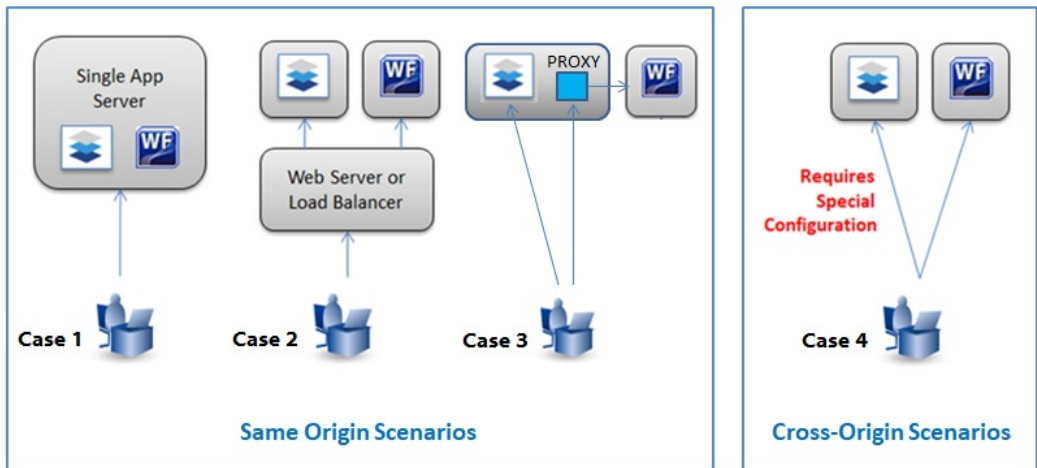 Single App
Server
WF
WF
Web Server or
Load Balancer
PROXY
WF
WF
Requires
Special
Configuration
Case 1
Case 2
Case 3
Case 4
Same Origin Scenarios
Cross-Origin Scenarios